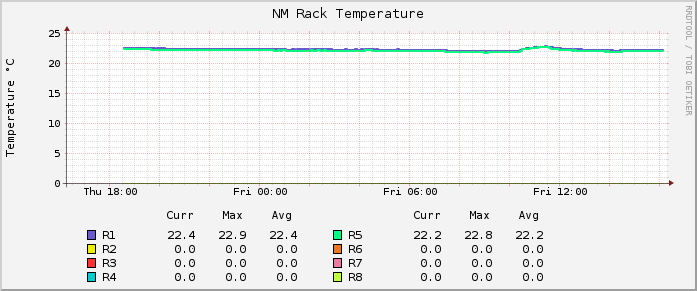 NM Rack Temperature
RRDTOOL / TOBI OETIKER
Temperature °C
25
20
15
10
5
0
Thu 18:00 Fri 00:00 Fri 06:00 Fri 12:00
Curr Max Avg Curr Max Avg
R1 22.4 22.9 22.4 R5 22.2 22.8 22.2
R2 0.0 0.0 0.0 R6 0.0 0.0 0.0
R3 0.0 0.0 0.0 R7 0.0 0.0 0.0
R4 0.0 0.0 0.0 R8 0.0 0.0 0.0